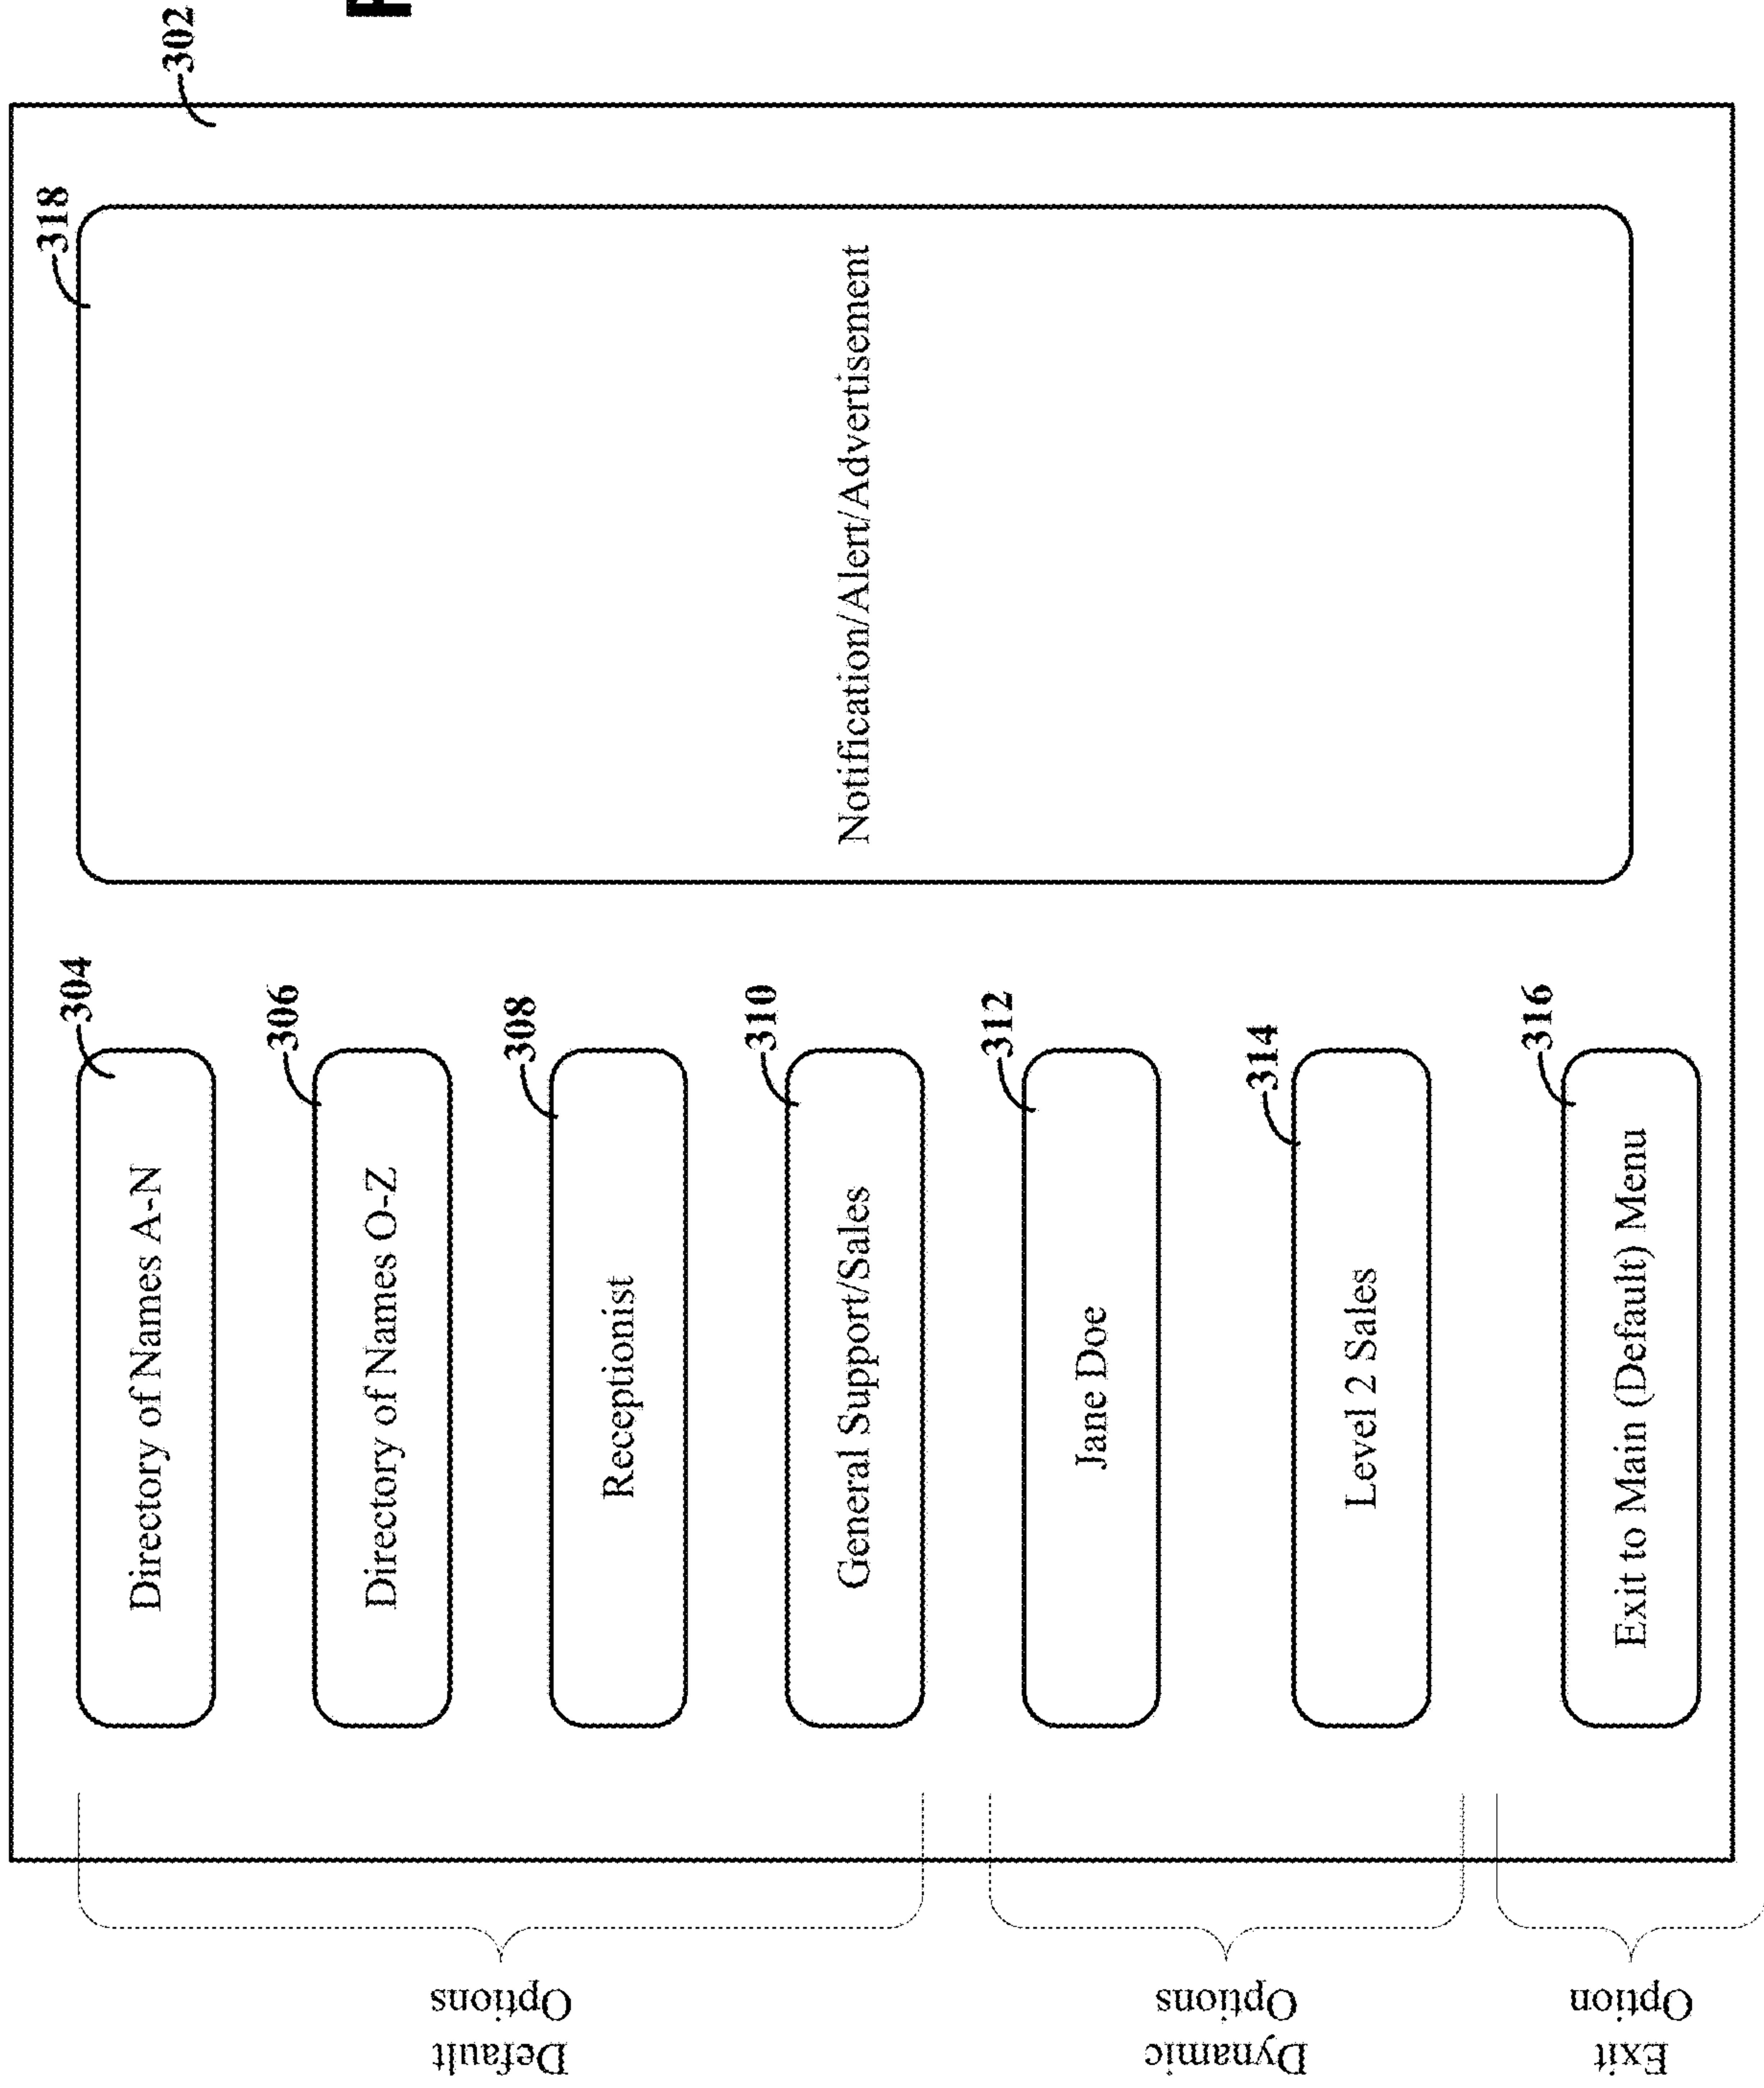 302
318
Notification/Alert/Advertisement
Default
Options
304
Directory of Names A-N
306
Directory of Names O-Z
308
Receptionist
310
General Support/Sales
Dynamic
Options
312
Jane Doe
314
Level 2 Sales
Exit
Option
316
Exit to Main (Default) Menu